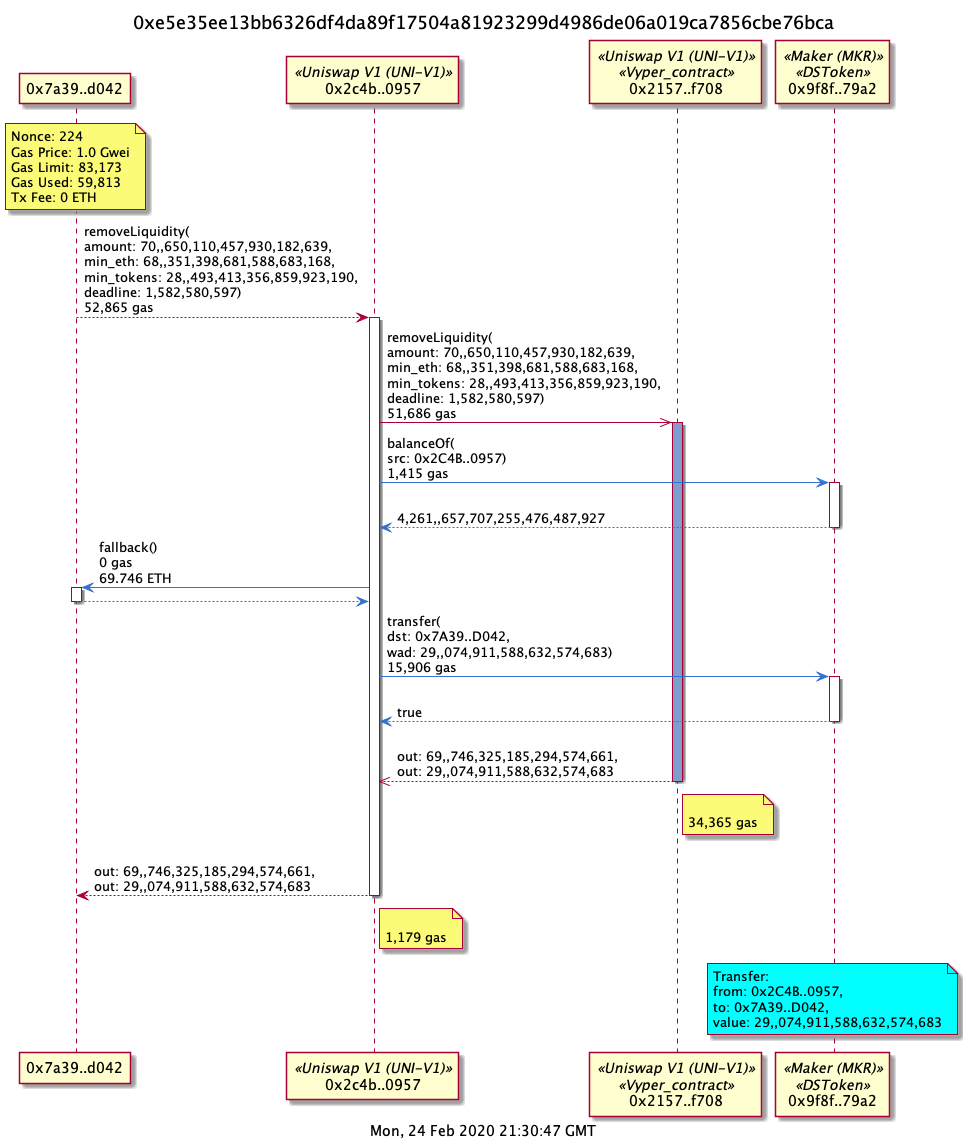 0xe5e35ee13bb6326df4da89f17504a81923299d4986de06a019ca7856cbe76bca
0x7a39..d042
«Uniswap V1 (UNI-V1)»
0x2c4b..0957
«Uniswap V1 (UNI-V1)»
«Vyper_contract»
0x2157..f708
«Maker (MKR)»
«DSToken»
0x9f8f..79a2
Nonce: 224
Gas Price: 1.0 Gwei
Gas Limit: 83,173
Gas Used: 59,813
Tx Fee: 0 ETH
removeLiquidity(
amount: 70,,650,110,457,930,182,639,
min_eth: 68,,351,398,681,588,683,168,
min_tokens: 28,,493,413,356,859,923,190,
deadline: 1,582,580,597)
52,865 gas
removeLiquidity(
amount: 70,,650,110,457,930,182,639,
min_eth: 68,,351,398,681,588,683,168,
min_tokens: 28,,493,413,356,859,923,190,
deadline: 1,582,580,597)
51,686 gas
balanceOf(
src: 0x2C4B..0957)
1,415 gas
4,261,,657,707,255,476,487,927
fallback()
0 gas
69.746 ETH
transfer(
dst: 0x7A39..D042,
wad: 29,,074,911,588,632,574,683)
15,906 gas
true
out: 69,,746,325,185,294,574,661,
out: 29,,074,911,588,632,574,683
34,365 gas
out: 69,,746,325,185,294,574,661,
out: 29,,074,911,588,632,574,683
1,179 gas
Transfer:
from: 0x2C4B..0957,
to: 0x7A39..D042,
value: 29,,074,911,588,632,574,683
0x7a39..d042
«Uniswap V1 (UNI-V1)»
0x2c4b..0957
«Uniswap V1 (UNI-V1)»
«Vyper_contract»
0x2157..f708
«Maker (MKR)»
«DSToken»
0x9f8f..79a2
Mon, 24 Feb 2020 21:30:47 GMT